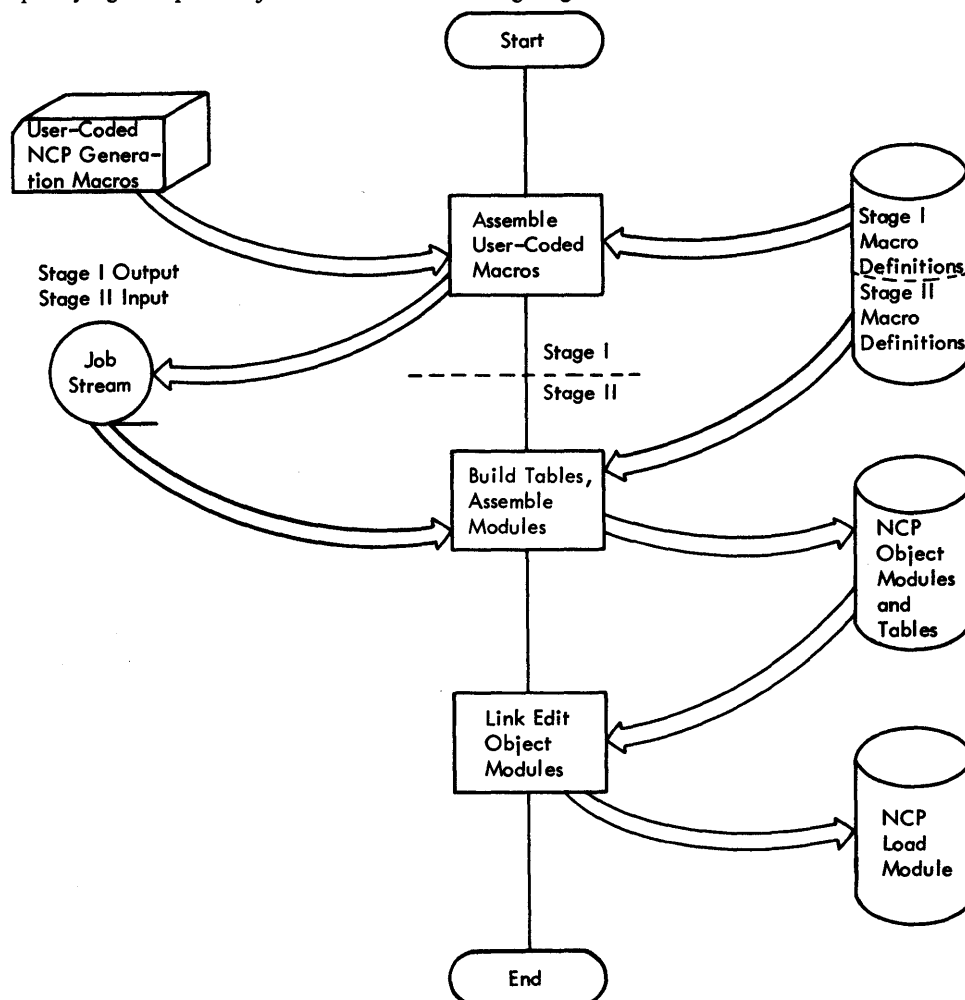 Start
User-Coded
NCP Genera-
tion Macros
Assemble
User-Coded
Macros
Stage I
Macro
Definitions
Stage II
Macro
Definitions
Stage I Output
Stage II Input
Job
Stream
Stage I
Stage II
Build Tables,
Assemble
Modules
NCP
Object
Modules
and
Tables
Link Edit
Object
Modules
NCP
Load
Module
End